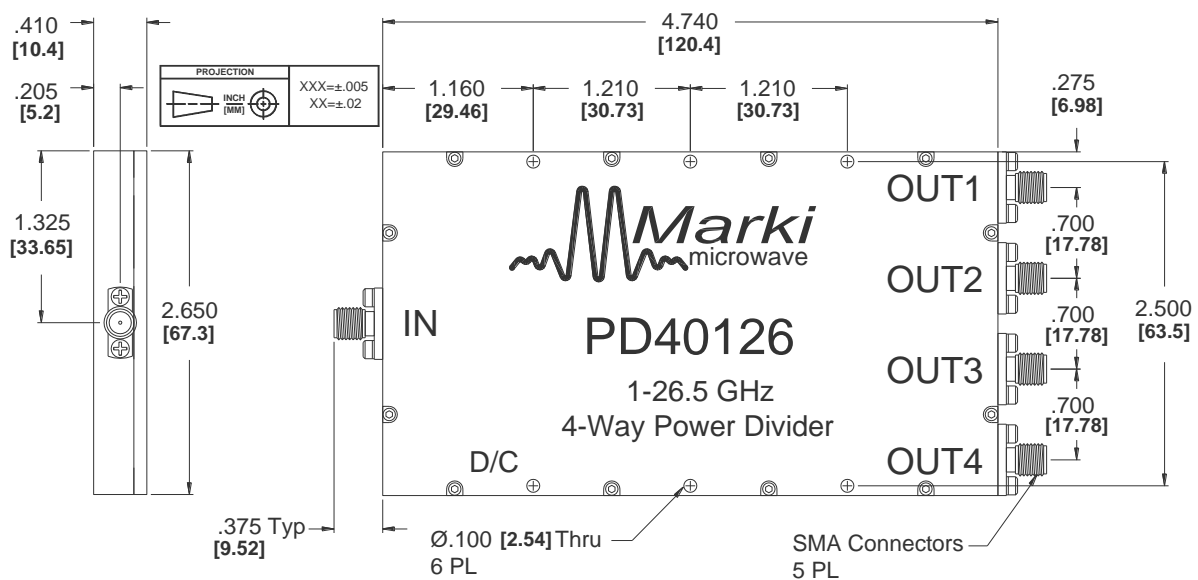 .410
[10.4]
4.740
[120.4]
PROJECTION
INCH
[MM]
XXX=±.005
XX=±.02
.205
[5.2]
1.160
[29.46]
1.210
[30.73]
1.210
[30.73]
.275
[6.98]
1.325
[33.65]
2.650
[67.3]
Marki
microwave
OUT1
.700
[17.78]
OUT2
IN
PD40126
.700
[17.78]
2.500
[63.5]
OUT3
1-26.5 GHz
4-Way Power Divider
.700
[17.78]
D/C
OUT4
.375 Typ
[9.52]
Ø.100 [2.54] Thru
6 PL
SMA Connectors
5 PL